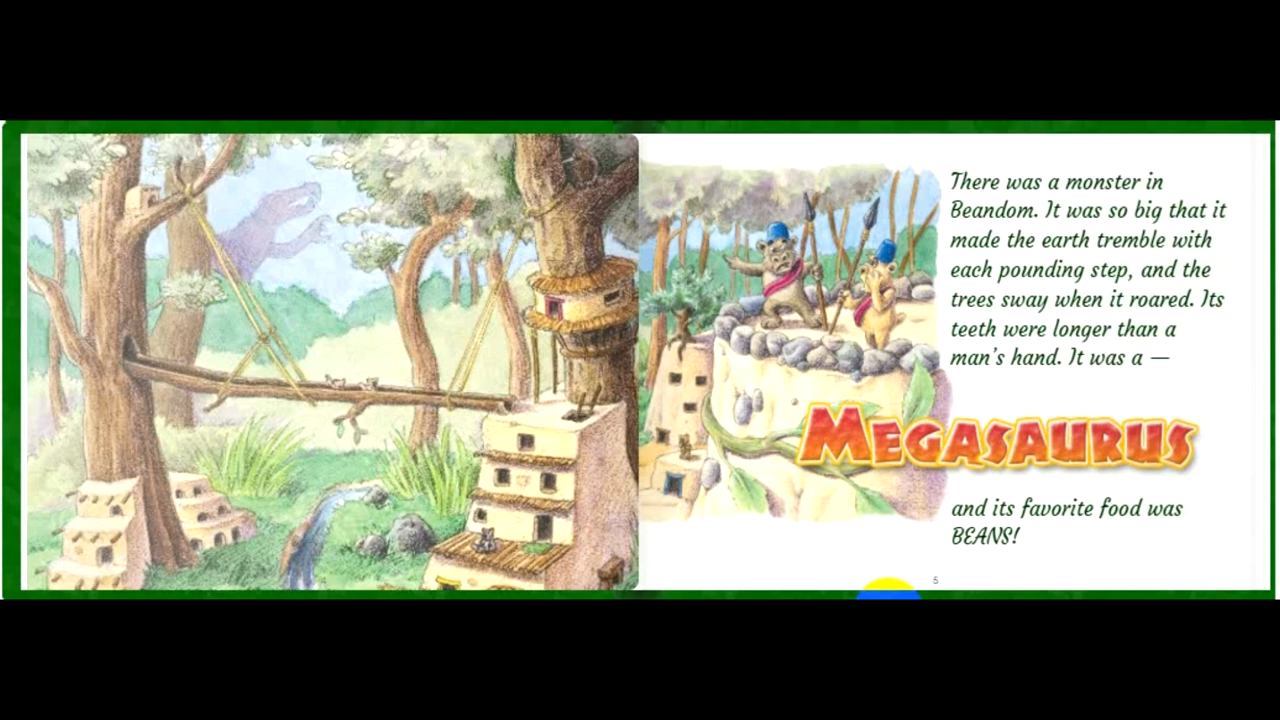 There was a monster in
Beandom. It was so big that it
made the earth tremble with
each pounding step, and the
trees sway when it roared. Its
teeth were longer than a
man's hand. It was a —
MEGASAURUS
and its favorite food was
BEANS!
5